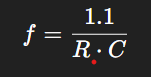 f = 1.1 / R · C